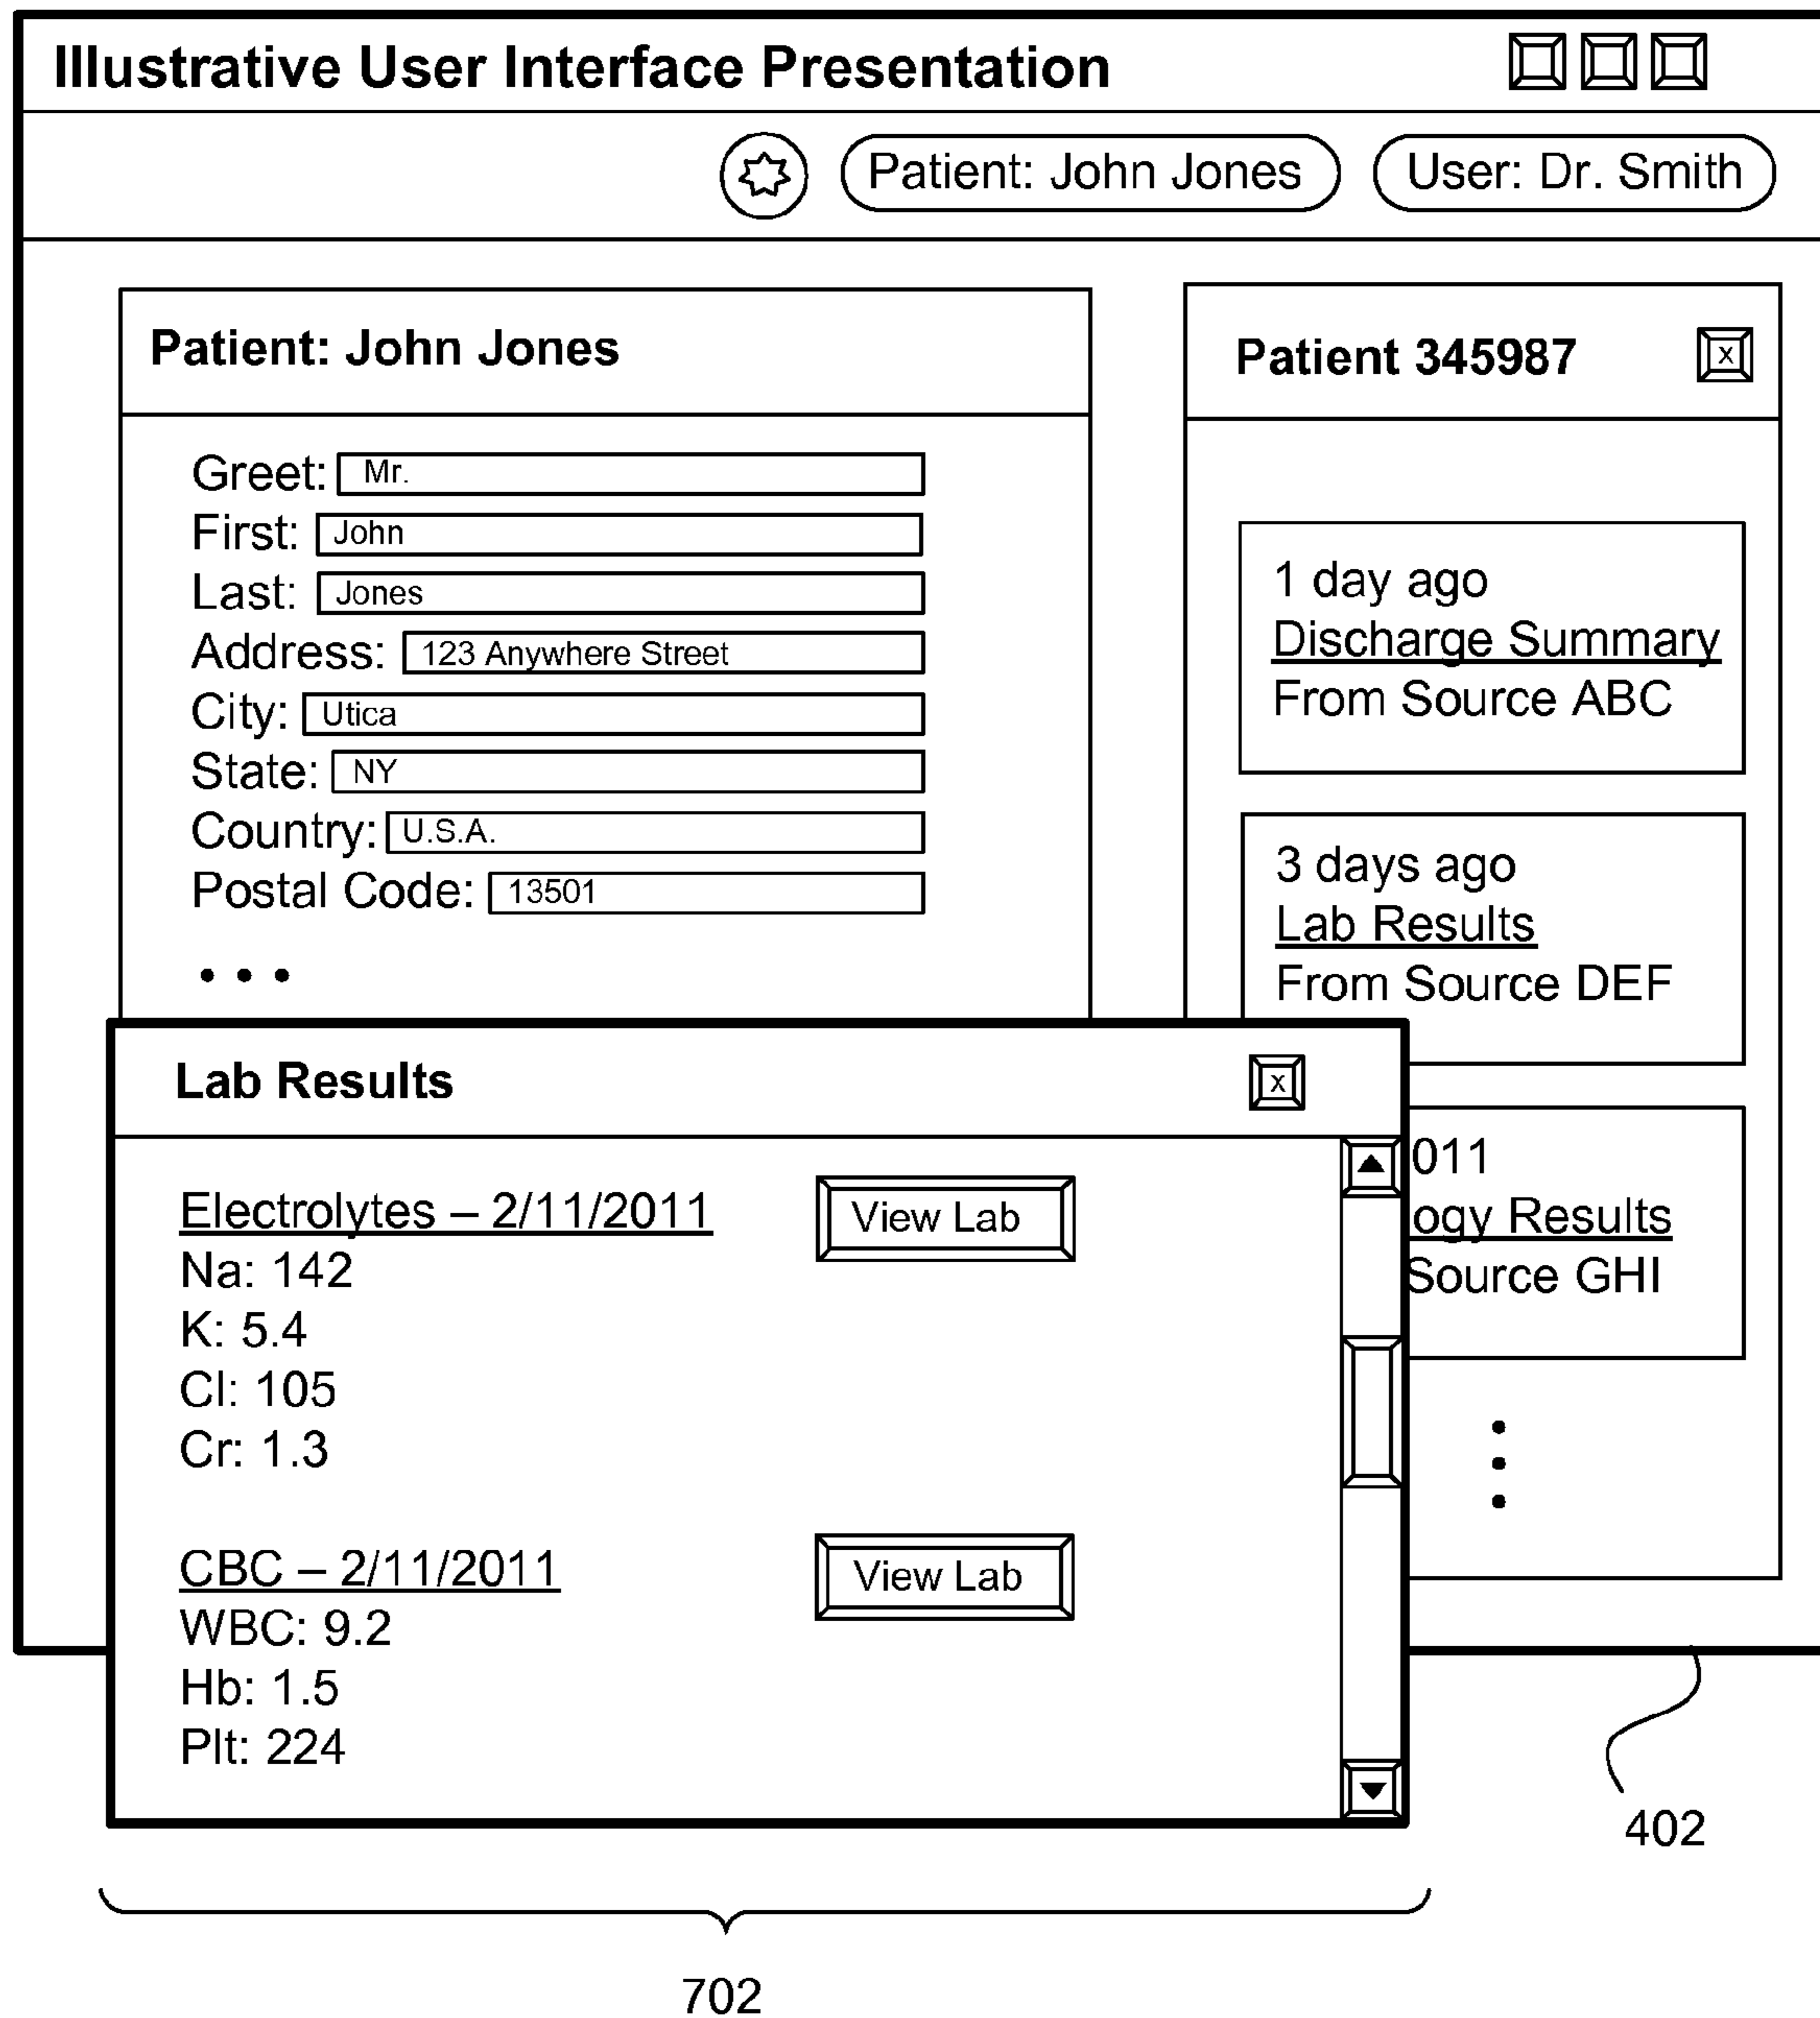 Illustrative User Interface Presentation
Patient: John Jones
User: Dr. Smith
Patient: John Jones
Greet: Mr.
First: John
Last: Jones
Address: 123 Anywhere Street
City: Utica
State: NY
Country: U.S.A.
Postal Code: 13501
• • •
Patient 345987
x
1 day ago
Discharge Summary
From Source ABC
3 days ago
Lab Results
From Source DEF
011
ogy Results
Source GHI
Lab Results
x
Electrolytes – 2/11/2011
View Lab
Na: 142
K: 5.4
Cl: 105
Cr: 1.3
CBC – 2/11/2011
View Lab
WBC: 9.2
Hb: 1.5
Plt: 224
402
702